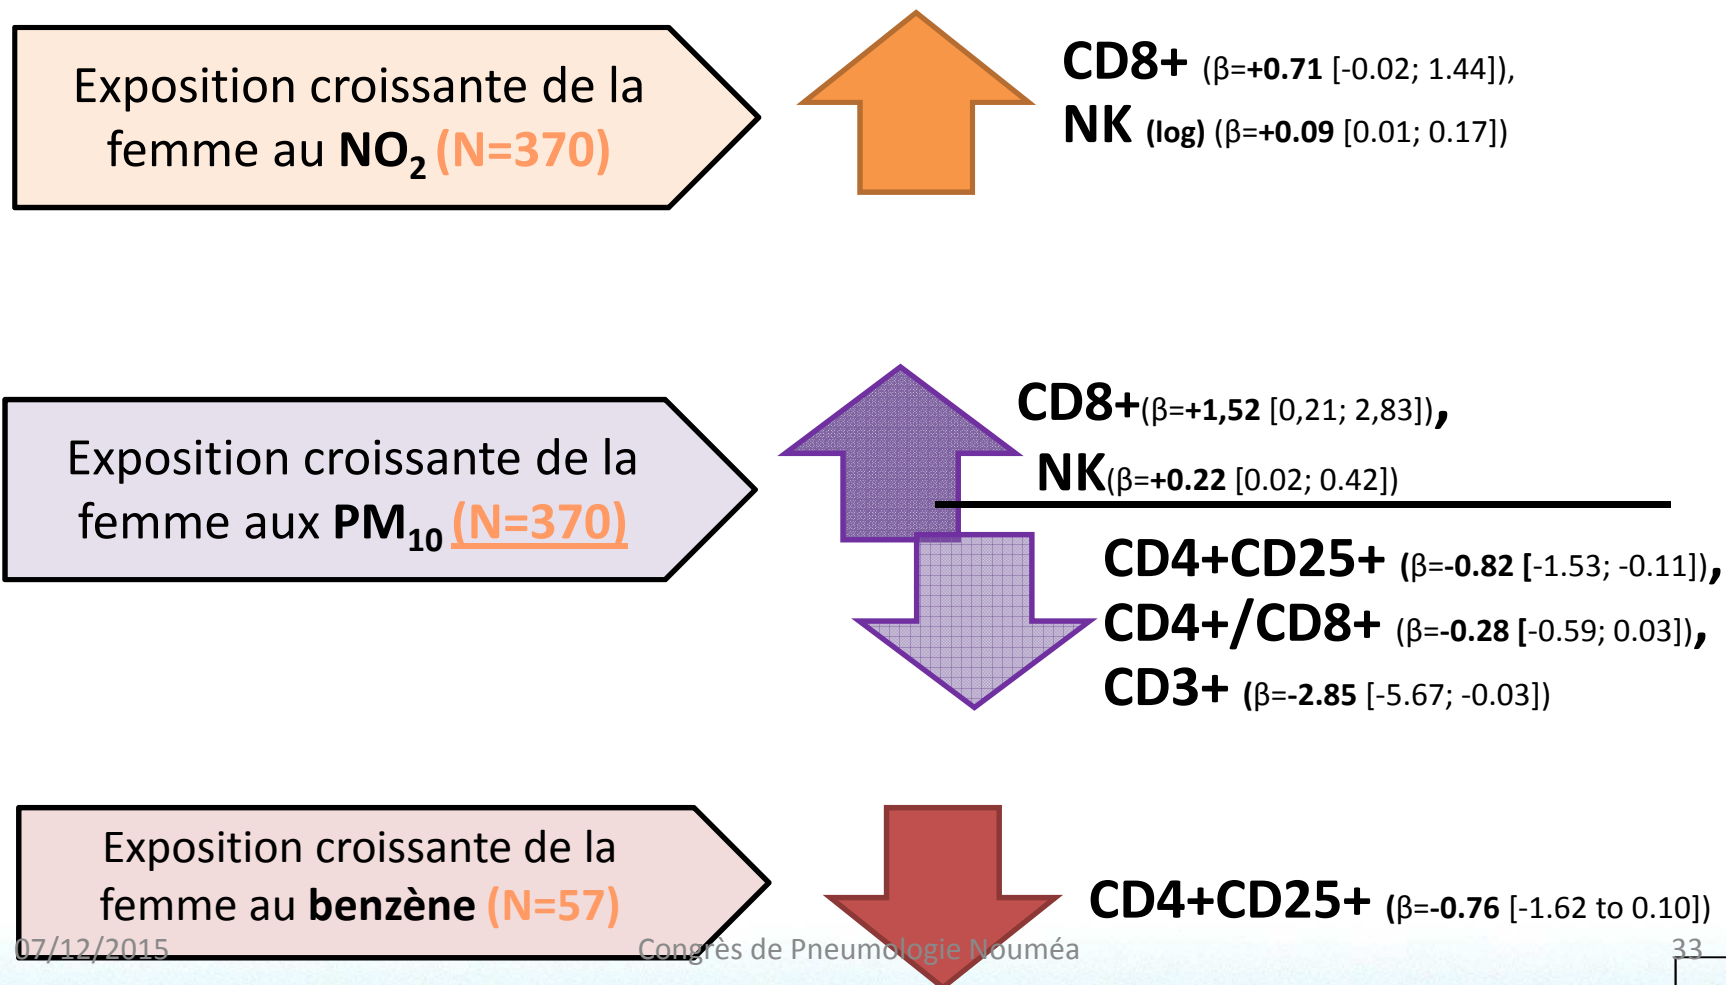 Exposition croissante de la
femme au NO2 (N=370)
CD8+ (β=+0.71 [-0.02; 1.44]),
NK (log) (β=+0.09 [0.01; 0.17])
Exposition croissante de la
femme aux PM10 (N=370)
CD8+(β=+1,52 [0,21; 2,83]),
NK(β=+0.22 [0.02; 0.42])
CD4+CD25+ (β=-0.82 [-1.53; -0.11]),
CD4+/CD8+ (β=-0.28 [-0.59; 0.03]),
CD3+ (β=-2.85 [-5.67; -0.03])
Exposition croissante de la
femme au benzène (N=57)
CD4+CD25+ (β=-0.76 [-1.62 to 0.10])
07/12/2015
Congrès de Pneumologie Nouméa
33